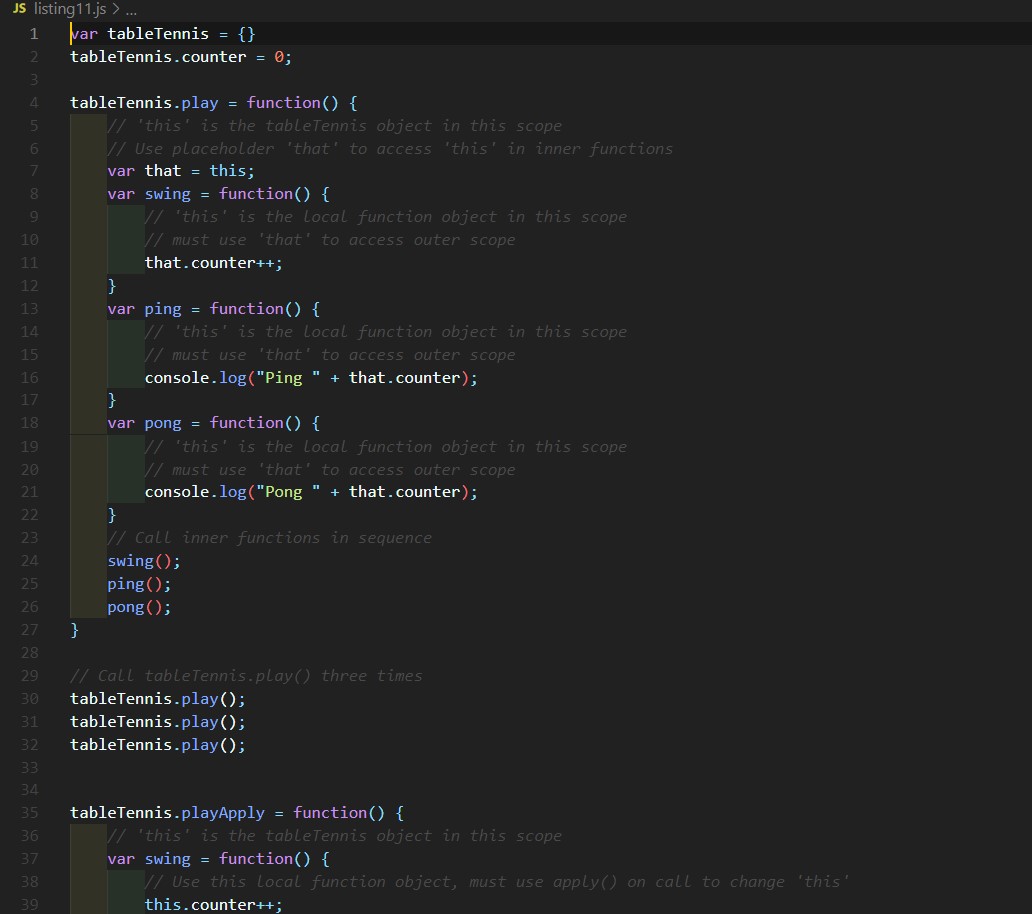 JS listing11.js > ...
1 var tableTennis = {}
2 tableTennis.counter = 0;
3
4 tableTennis.play = function() {
5 // 'this' is the tableTennis object in this scope
6 // Use placeholder 'that' to access 'this' in inner functions
7 var that = this;
8 var swing = function() {
9 // 'this' is the local function object in this scope
10 // must use 'that' to access outer scope
11 that.counter++;
12 }
13 var ping = function() {
14 // 'this' is the local function object in this scope
15 // must use 'that' to access outer scope
16 console.log("Ping " + that.counter);
17 }
18 var pong = function() {
19 // 'this' is the local function object in this scope
20 // must use 'that' to access outer scope
21 console.log("Pong " + that.counter);
22 }
23 // Call inner functions in sequence
24 swing();
25 ping();
26 pong();
27 }
28
29 // Call tableTennis.play() three times
30 tableTennis.play();
31 tableTennis.play();
32 tableTennis.play();
33
34
35 tableTennis.playApply = function() {
36 // 'this' is the tableTennis object in this scope
37 var swing = function() {
38 // Use this local function object, must use apply() on call to change 'this'
39 this.counter++;